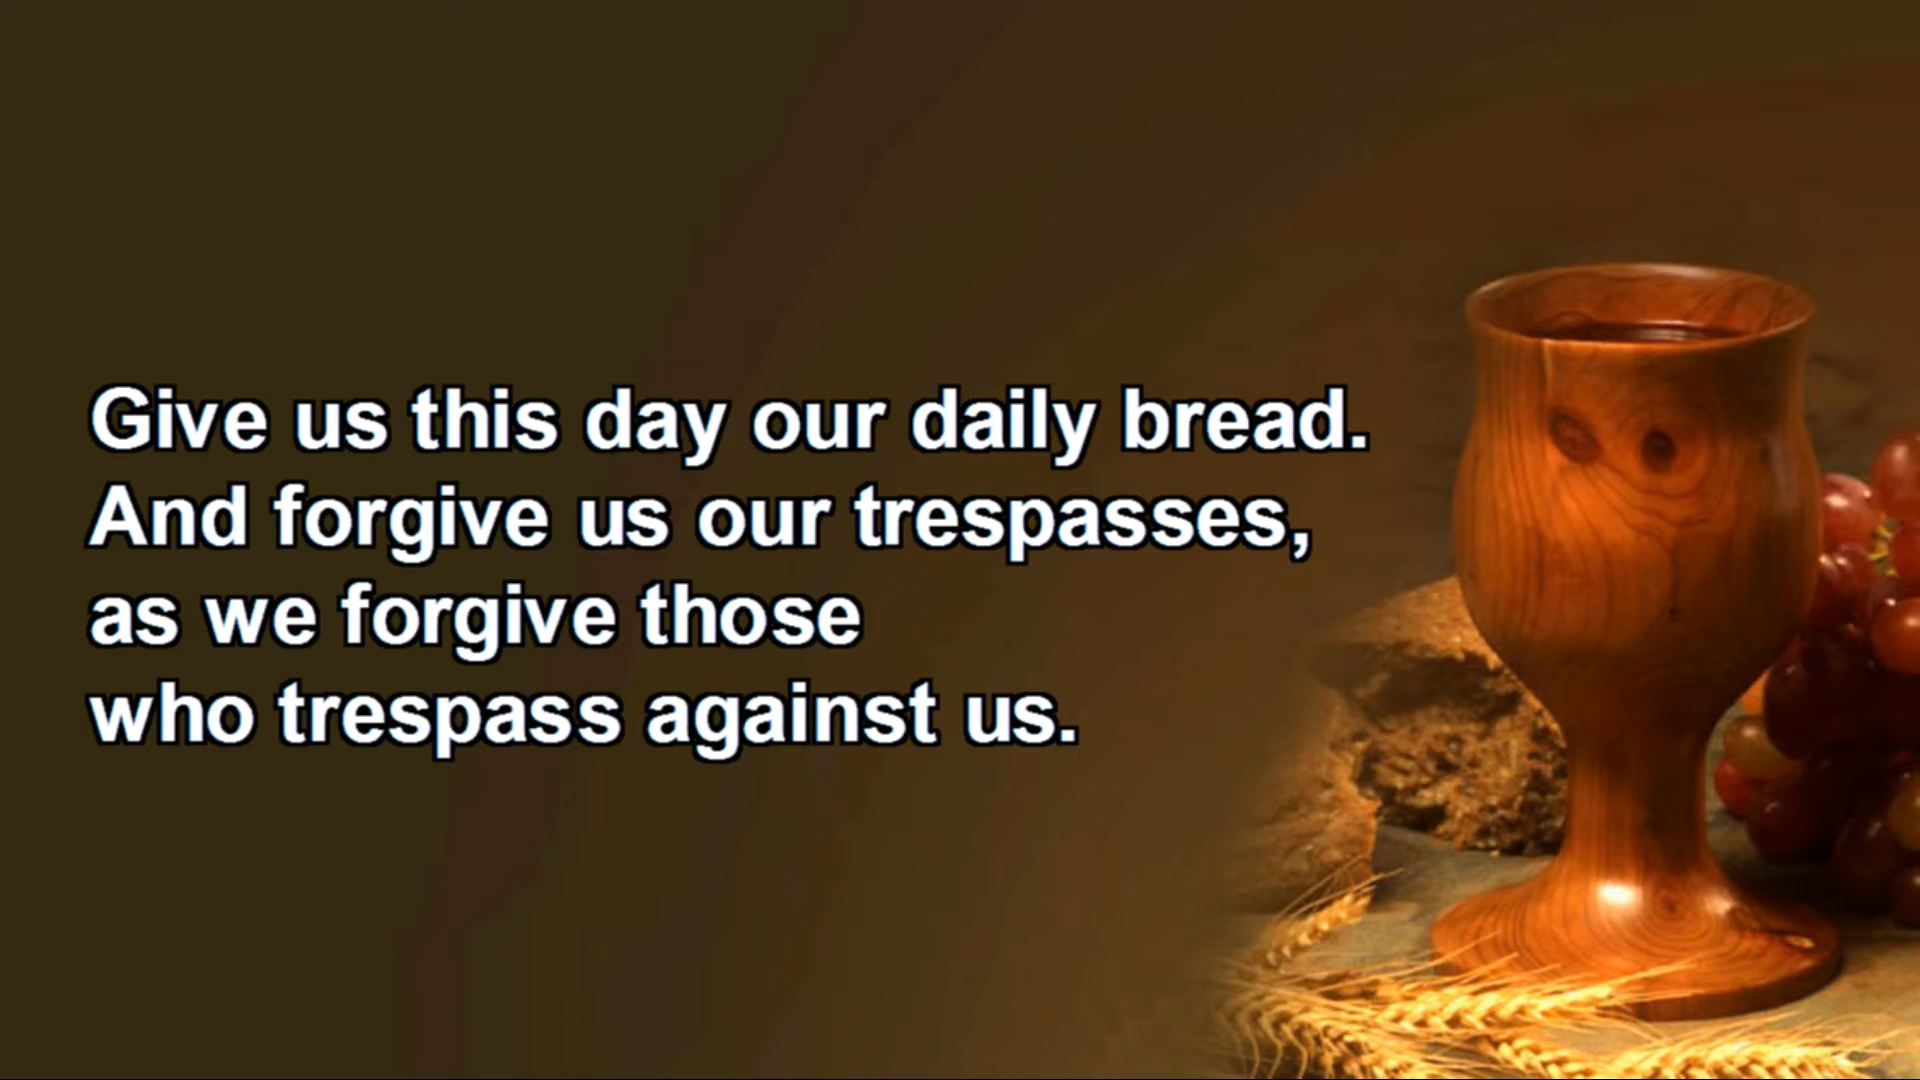 Give us this day our daily bread.
And forgive us our trespasses,
as we forgive those
who trespass against us.